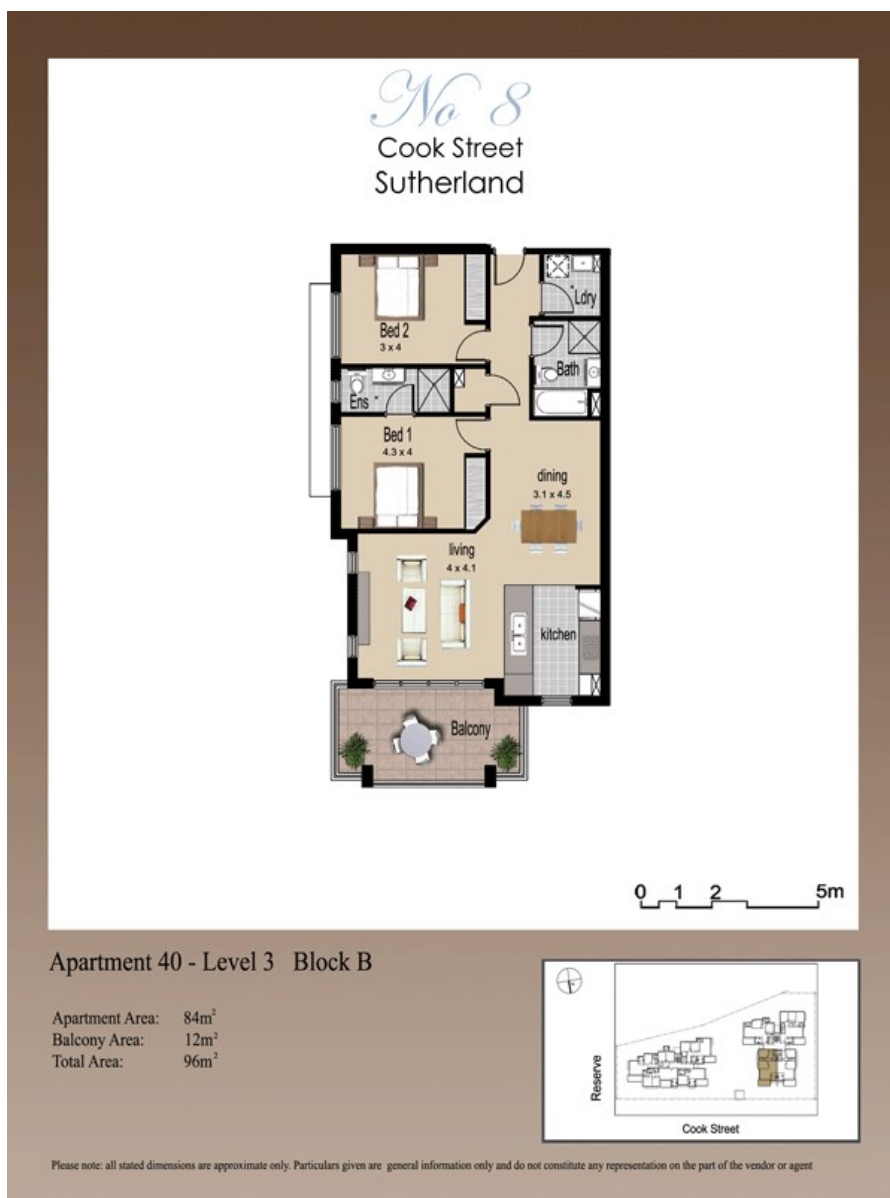 No 8
Cook Street
Sutherland
Ldry
Bed 2
3 x 4
Bath
Ens
Bed 1
4.3 x 4
dining
3.1 x 4.5
living
4 x 4.1
kitchen
Balcony
0 1 2 5m
Apartment 40 - Level 3 Block B
Apartment Area: 84m²
Balcony Area: 12m²
Total Area: 96m²
Reserve
Cook Street
Please note: all stated dimensions are approximate only. Particulars given are general information only and do not constitute any representation on the part of the vendor or agent